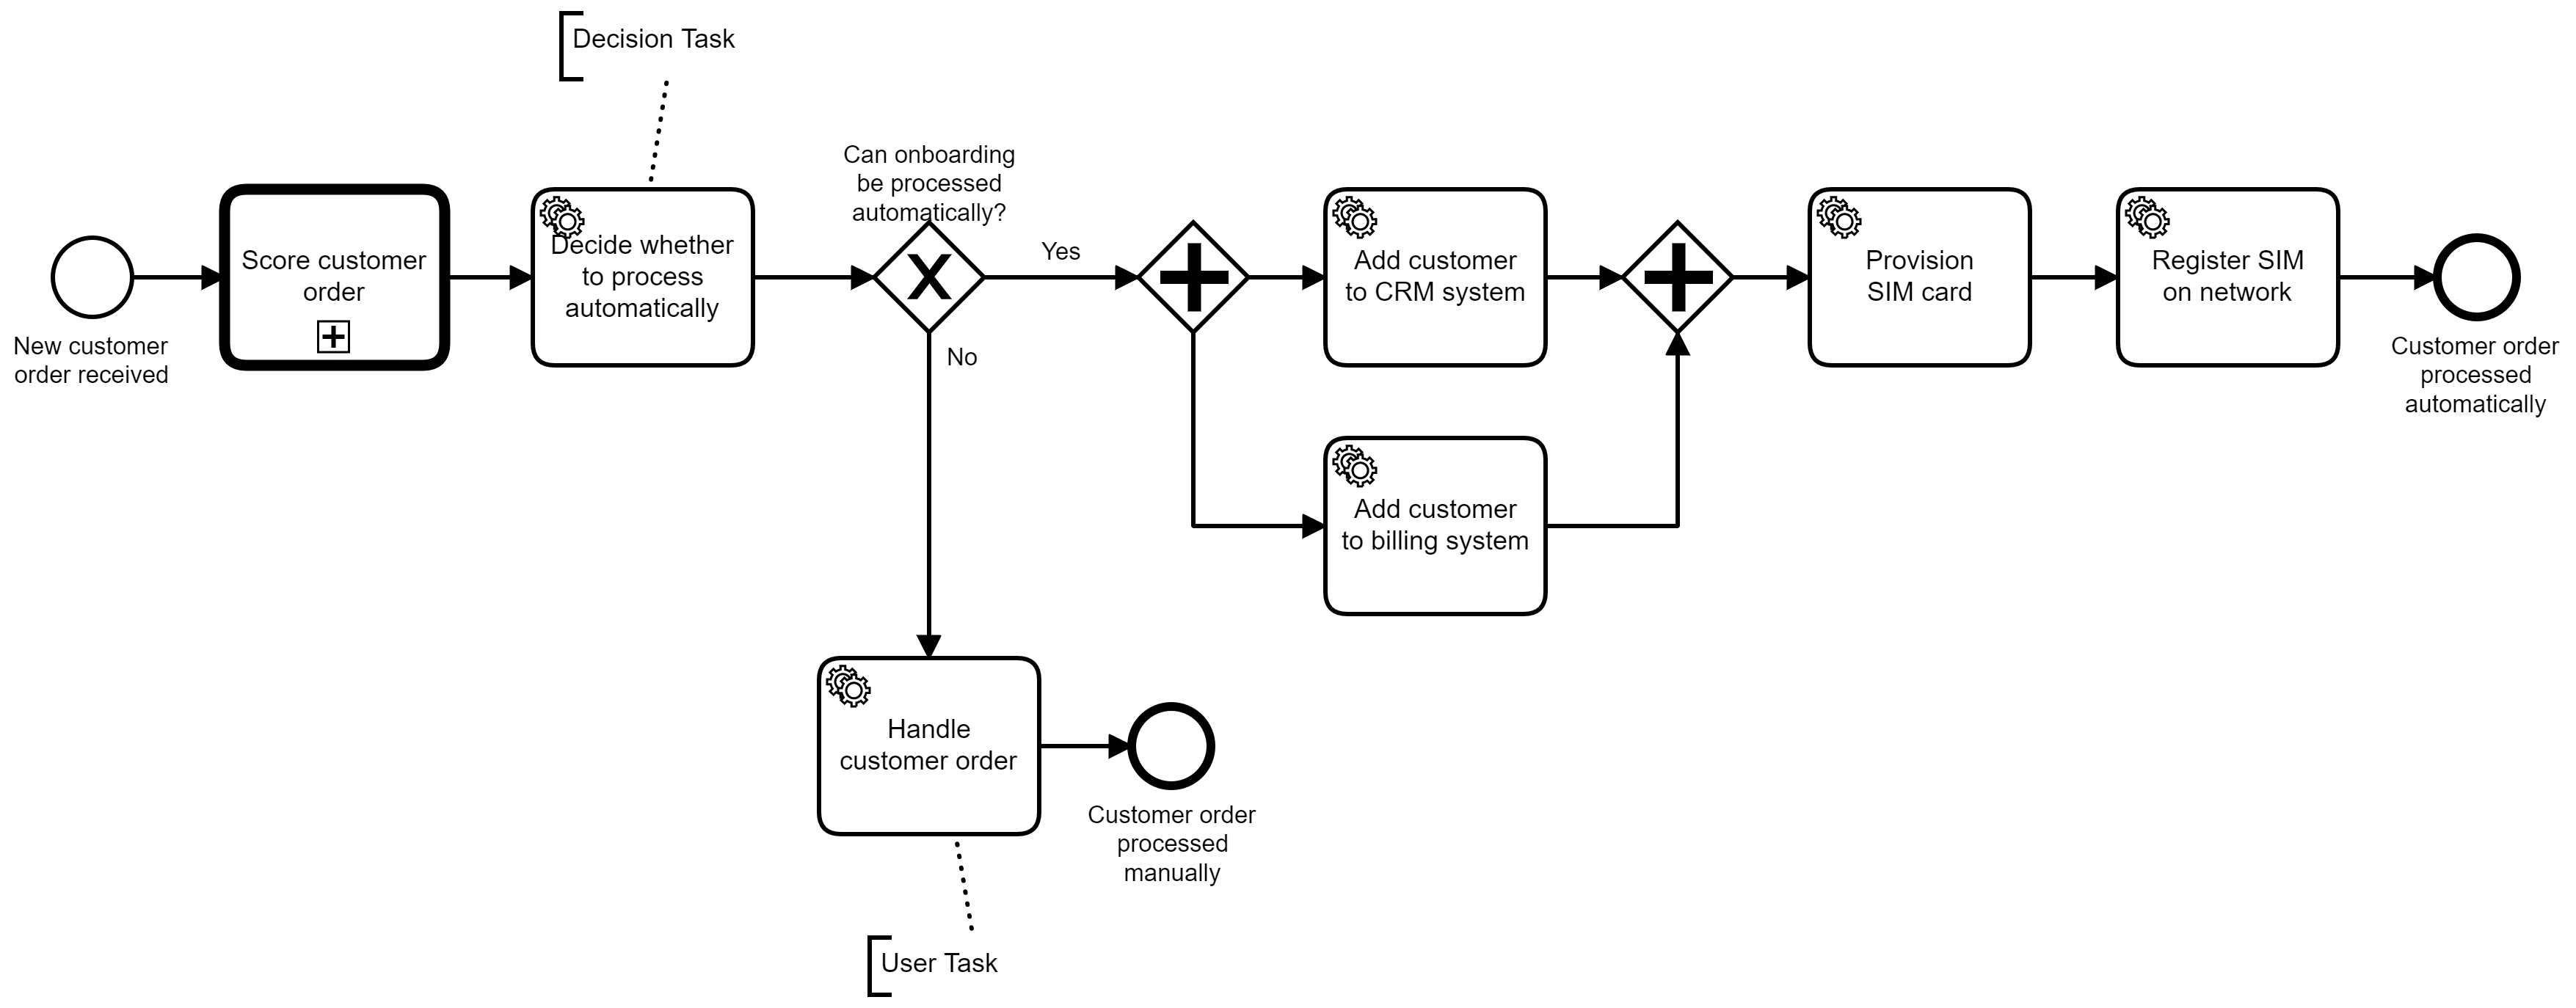 Decision Task
Can onboarding
be processed
automatically?
New customer
order received
Score customer
order
Decide whether
to process
automatically
Yes
No
Add customer
to CRM system
Add customer
to billing system
Provision
SIM card
Register SIM
on network
Customer order
processed
automatically
Handle
customer order
Customer order
processed
manually
User Task